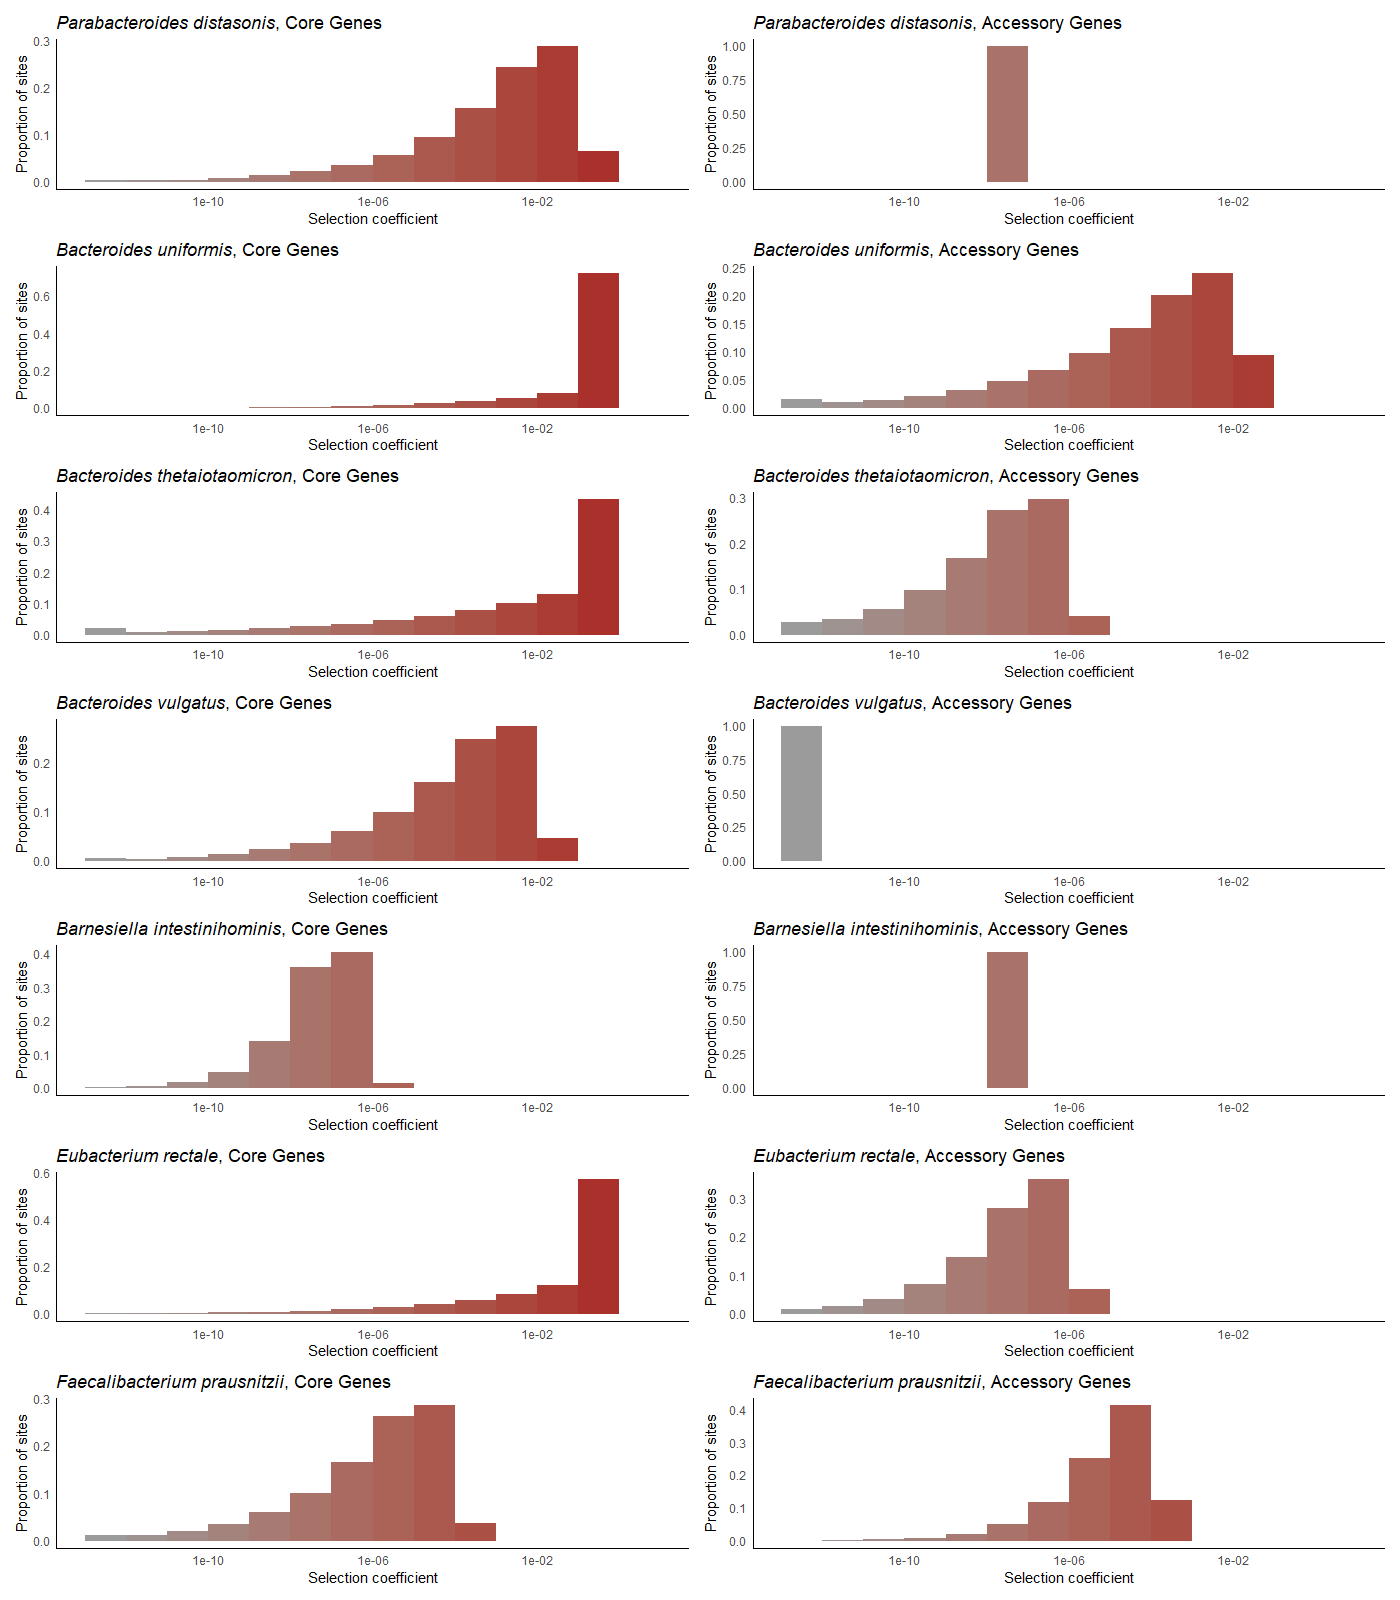 Parabacteroides distasonis, Core Genes
Proportion of sites
0.3
0.2
0.1
0.0
1e-10 1e-06 1e-02
Selection coefficient
Parabacteroides distasonis, Accessory Genes
Proportion of sites
1.00
0.75
0.50
0.25
0.00
1e-10 1e-06 1e-02
Selection coefficient
Bacteroides uniformis, Core Genes
Proportion of sites
0.6
0.4
0.2
0.0
1e-10 1e-06 1e-02
Selection coefficient
Bacteroides uniformis, Accessory Genes
Proportion of sites
0.25
0.20
0.15
0.10
0.05
0.00
1e-10 1e-06 1e-02
Selection coefficient
Bacteroides thetaiotaomicron, Core Genes
Proportion of sites
0.4
0.3
0.2
0.1
0.0
1e-10 1e-06 1e-02
Selection coefficient
Bacteroides thetaiotaomicron, Accessory Genes
Proportion of sites
0.3
0.2
0.1
0.0
1e-10 1e-06 1e-02
Selection coefficient
Bacteroides vulgatus, Core Genes
Proportion of sites
0.2
0.1
0.0
1e-10 1e-06 1e-02
Selection coefficient
Bacteroides vulgatus, Accessory Genes
Proportion of sites
1.00
0.75
0.50
0.25
0.00
1e-10 1e-06 1e-02
Selection coefficient
Barnesiella intestinihominis, Core Genes
Proportion of sites
0.4
0.3
0.2
0.1
0.0
1e-10 1e-06 1e-02
Selection coefficient
Barnesiella intestinihominis, Accessory Genes
Proportion of sites
1.00
0.75
0.50
0.25
0.00
1e-10 1e-06 1e-02
Selection coefficient
Eubacterium rectale, Core Genes
Proportion of sites
0.6
0.4
0.2
0.0
1e-10 1e-06 1e-02
Selection coefficient
Eubacterium rectale, Accessory Genes
Proportion of sites
0.3
0.2
0.1
0.0
1e-10 1e-06 1e-02
Selection coefficient
Faecalibacterium prausnitzii, Core Genes
Proportion of sites
0.3
0.2
0.1
0.0
1e-10 1e-06 1e-02
Selection coefficient
Faecalibacterium prausnitzii, Accessory Genes
Proportion of sites
0.4
0.3
0.2
0.1
0.0
1e-10 1e-06 1e-02
Selection coefficient